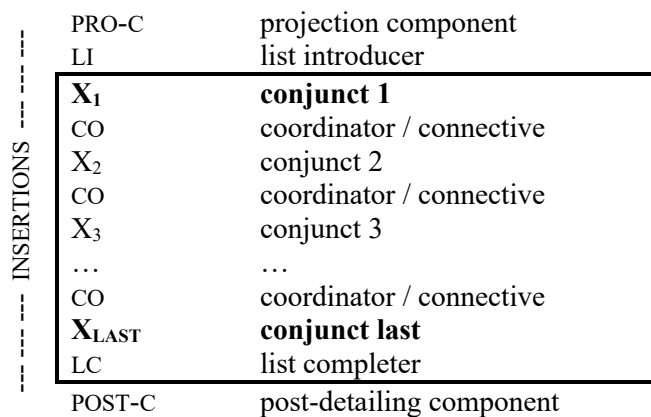 INSERTIONS
PRO-C projection component
LI list introducer
X1 conjunct 1
CO coordinator / connective
X2 conjunct 2
CO coordinator / connective
X3 conjunct 3
… …
CO coordinator / connective
XLAST conjunct last
LC list completer
POST-C post-detailing component